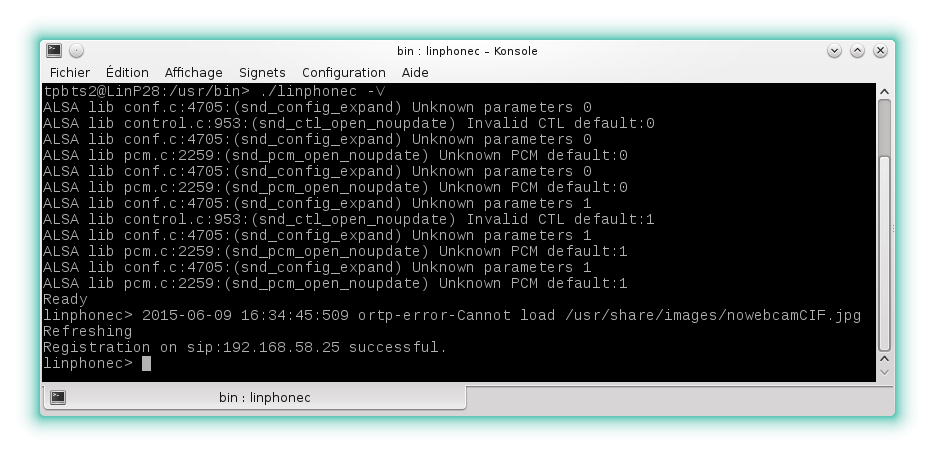 bin : linphonec – Konsole
Fichier Édition Affichage Signets Configuration Aide
tpbts2@LinP28:/usr/bin> ./linphonec -V
ALSA lib conf.c:4705:(snd_config_expand) Unknown parameters 0
ALSA lib control.c:953:(snd_ctl_open_noupdate) Invalid CTL default:0
ALSA lib conf.c:4705:(snd_config_expand) Unknown parameters 0
ALSA lib pcm.c:2259:(snd_pcm_open_noupdate) Unknown PCM default:0
ALSA lib conf.c:4705:(snd_config_expand) Unknown parameters 0
ALSA lib pcm.c:2259:(snd_pcm_open_noupdate) Unknown PCM default:0
ALSA lib conf.c:4705:(snd_config_expand) Unknown parameters 1
ALSA lib control.c:953:(snd_ctl_open_noupdate) Invalid CTL default:1
ALSA lib conf.c:4705:(snd_config_expand) Unknown parameters 1
ALSA lib pcm.c:2259:(snd_pcm_open_noupdate) Unknown PCM default:1
ALSA lib conf.c:4705:(snd_config_expand) Unknown parameters 1
ALSA lib pcm.c:2259:(snd_pcm_open_noupdate) Unknown PCM default:1
Ready
linphonec> 2015-06-09 16:34:45:509 ortp-error-Cannot load /usr/share/images/nowebcamCIF.jpg
Refreshing
Registration on sip:192.168.58.25 successful.
linphonec>
bin : linphonec